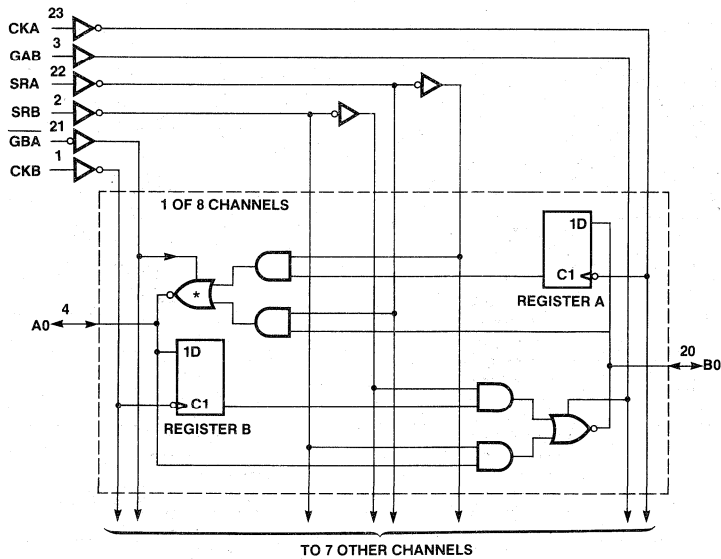 CKA 23
GAB 3
SRA 22
SRB 2
GBA 21
CKB 1
1 OF 8 CHANNELS
1D
C1
REGISTER A
*
4
A0
20
B0
1D
C1
REGISTER B
TO 7 OTHER CHANNELS